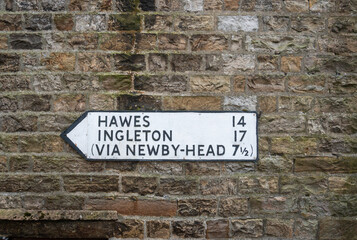 HAWES 14
INGLETON 17
(VIA NEWBY-HEAD 7½)